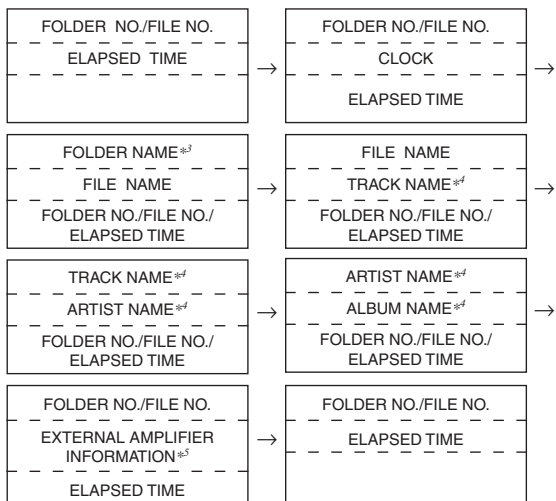 FOLDER NO./FILE NO.
ELAPSED TIME
→
FOLDER NO./FILE NO.
CLOCK
ELAPSED TIME
→
FOLDER NAME*3
FILE NAME
FOLDER NO./FILE NO./
ELAPSED TIME
→
FILE NAME
TRACK NAME*4
FOLDER NO./FILE NO./
ELAPSED TIME
→
TRACK NAME*4
ARTIST NAME*4
FOLDER NO./FILE NO./
ELAPSED TIME
→
ARTIST NAME*4
ALBUM NAME*4
FOLDER NO./FILE NO./
ELAPSED TIME
→
FOLDER NO./FILE NO.
EXTERNAL AMPLIFIER
INFORMATION*5
ELAPSED TIME
→
FOLDER NO./FILE NO.
ELAPSED TIME